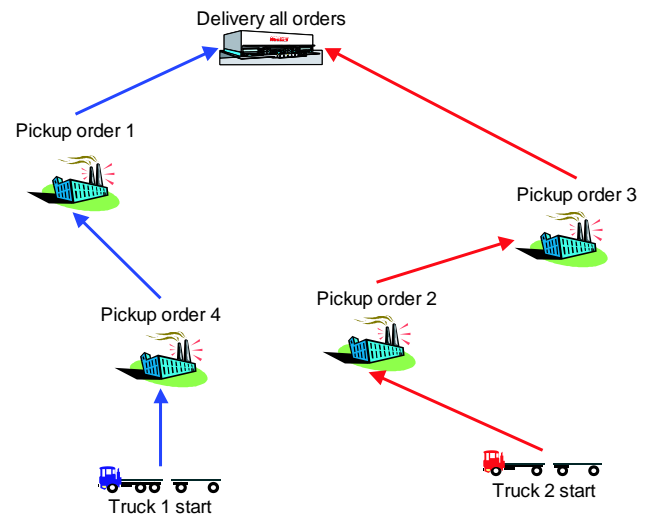 Delivery all orders
Pickup order 1
Pickup order 3
Pickup order 2
Pickup order 4
Truck 1 start
Truck 2 start